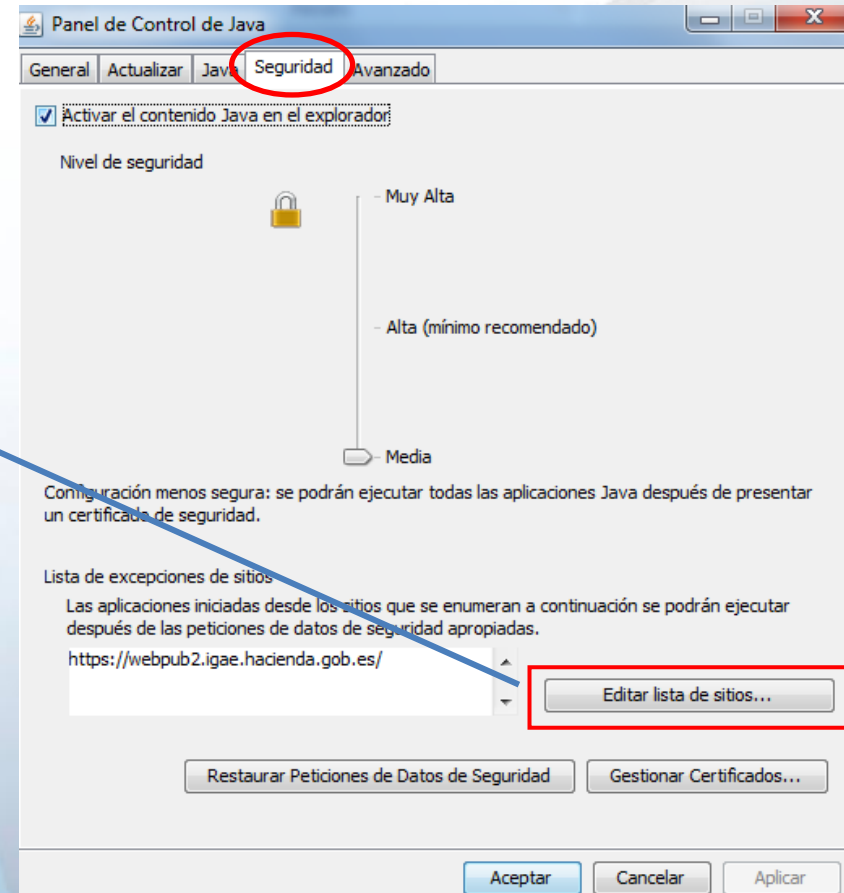 Panel de Control de Java
General Actualizar Java Seguridad Avanzado
Activar el contenido Java en el explorador
Nivel de seguridad
- Muy Alta
- Alta (mínimo recomendado)
- Media
Configuración menos segura: se podrán ejecutar todas las aplicaciones Java después de presentar
un certificado de seguridad.
Lista de excepciones de sitios
Las aplicaciones iniciadas desde los sitios que se enumeran a continuación se podrán ejecutar
después de las peticiones de datos de seguridad apropiadas.
https://webpub2.igae.hacienda.gob.es/
Editar lista de sitios...
Restaurar Peticiones de Datos de Seguridad Gestionar Certificados...
Aceptar Cancelar Aplicar